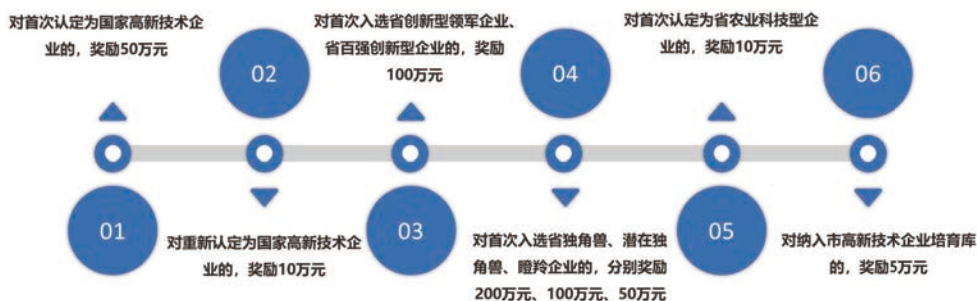 对首次认定为国家高新技术企
业的，奖励50万元
01
02
对重新认定为国家高新技术企
业的，奖励10万元
对首次入选省创新型领军企业、
省百强创新型企业的，奖励
100万元
03
04
对首次入选省独角兽、潜在独
角兽、瞪羚企业的，分别奖励
200万元、100万元、50万元
对首次认定为省农业科技型企
业的，奖励10万元
05
06
对纳入市高新技术企业培育库
的，奖励5万元